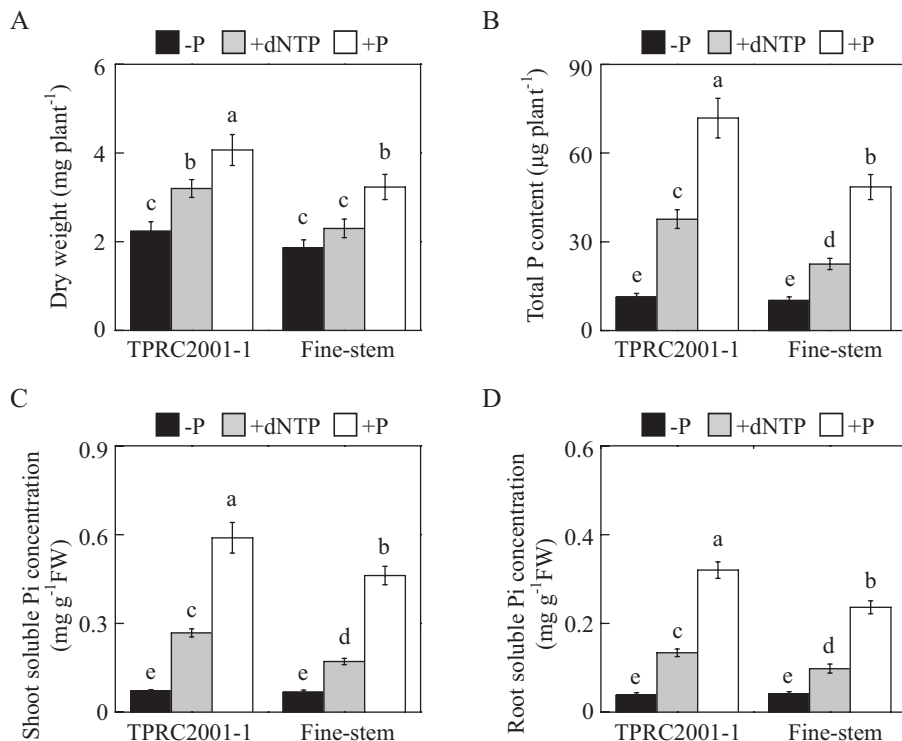 A
-P +dNTP +P
Dry weight (mg plant⁻¹)
6
4
2
0
c b a c c b
TPRC2001-1 Fine-stem
B
-P +dNTP +P
Total P content (µg plant⁻¹)
90
60
30
0
e c a e d b
TPRC2001-1 Fine-stem
C
-P +dNTP +P
Shoot soluble Pi concentration
(mg g⁻¹FW)
0.9
0.6
0.3
0
e c a e d b
TPRC2001-1 Fine-stem
D
-P +dNTP +P
Root soluble Pi concentration
(mg g⁻¹FW)
0.6
0.4
0.2
0
e c a e d b
TPRC2001-1 Fine-stem